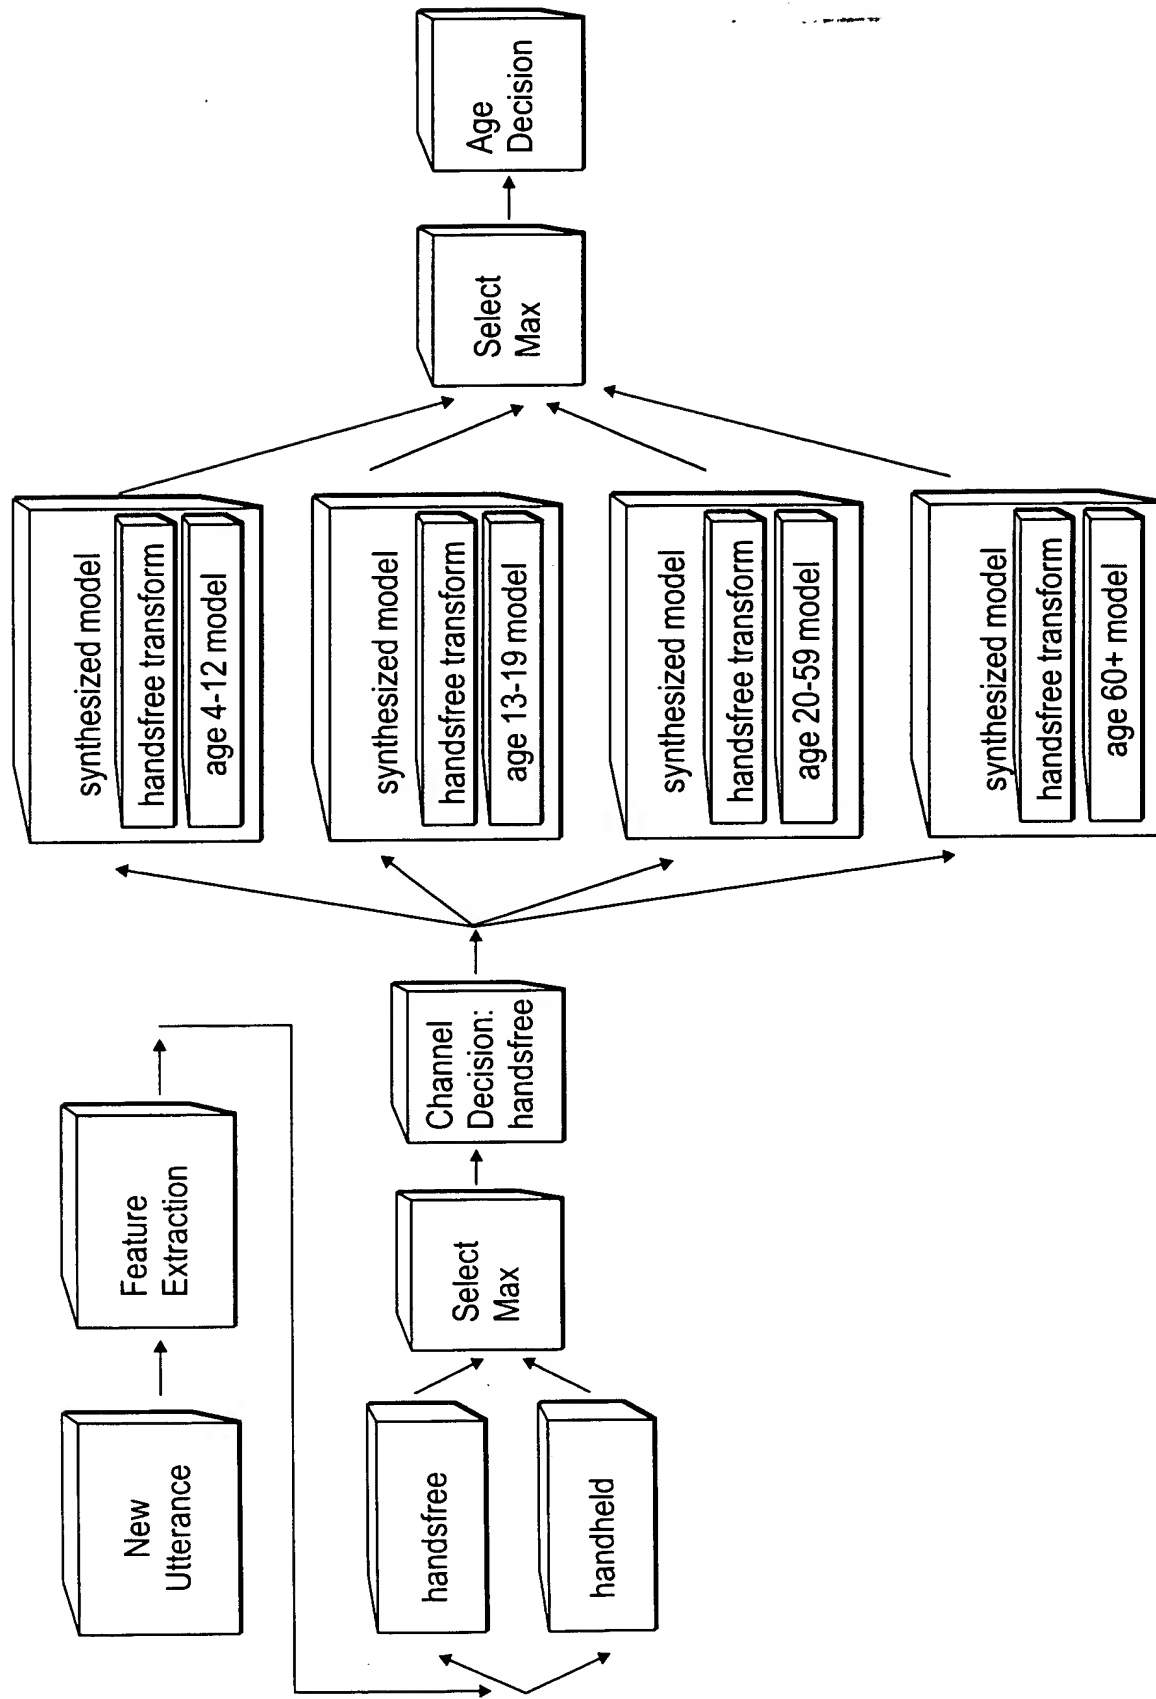 New
Utterance
Feature
Extraction
handsfree
handheld
Select
Max
Channel
Decision:
handsfree
synthesized model
handsfree transform
age 4-12 model
synthesized model
handsfree transform
age 13-19 model
synthesized model
handsfree transform
age 20-59 model
synthesized model
handsfree transform
age 60+ model
Select
Max
Age
Decision